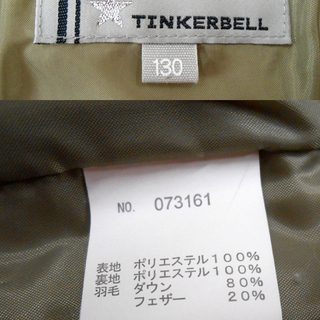 TINKERBELL
130
NO. 073161
表地 ポリエステル100%
裏地 ポリエステル100%
羽毛 ダウン 80%
フェザー 20%